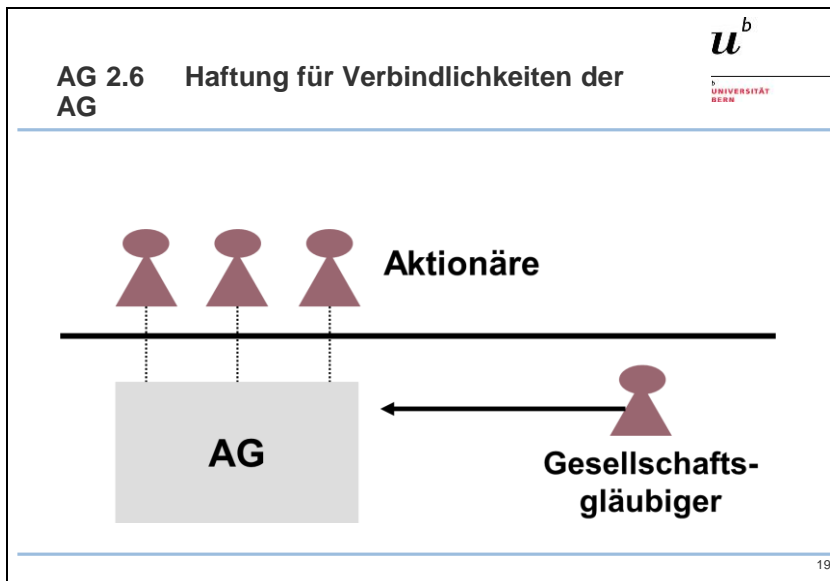 u^b
AG 2.6 Haftung für Verbindlichkeiten der
AG
b
UNIVERSITÄT
BERN
Aktionäre
AG
Gesellschafts-
gläubiger
19